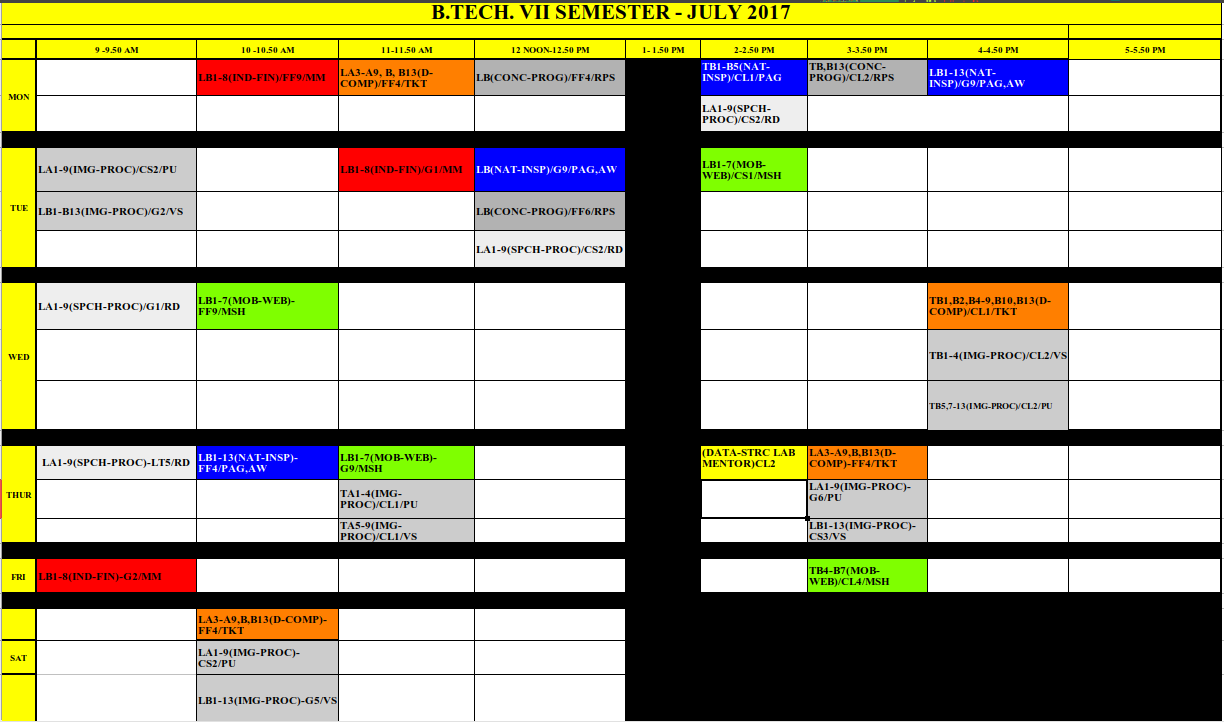 B.TECH. VII SEMESTER - JULY 2017
9 -9.50 AM
10 -10.50 AM
11-11.50 AM
12 NOON-12.50 PM
1- 1.50 PM
2-2.50 PM
3-3.50 PM
4-4.50 PM
5-5.50 PM
MON
LB1-8(IND-FIN)/FF9/MM
LA3-A9, B, B13(D-
COMP)/FF4/TKT
LB(CONC-PROG)/FF4/RPS
TB1-B5(NAT-
INSP)/CL1/PAG
TB,B13(CONC-
PROG)/CL2/RPS
LB1-13(NAT-
INSP)/G9/PAG,AW
LA1-9(SPCH-
PROC)/CS2/RD
TUE
LA1-9(IMG-PROC)/CS2/PU
LB1-8(IND-FIN)/G1/MM
LB(NAT-INSP)/G9/PAG,AW
LB1-7(MOB-
WEB)/CS1/MSH
LB1-B13(IMG-PROC)/G2/VS
LB(CONC-PROG)/FF6/RPS
LA1-9(SPCH-PROC)/CS2/RD
WED
LA1-9(SPCH-PROC)/G1/RD
LB1-7(MOB-WEB)-
FF9/MSH
TB1,B2,B4-9,B10,B13(D-
COMP)/CL1/TKT
TB1-4(IMG-PROC)/CL2/VS
TB5,7-13(IMG-PROC)/CL2/PU
THUR
LA1-9(SPCH-PROC)-LT5/RD
LB1-13(NAT-INSP)-
FF4/PAG,AW
LB1-7(MOB-WEB)-
G9/MSH
(DATA-STRC LAB
MENTOR)CL2
LA3-A9,B,B13(D-
COMP)-FF4/TKT
TA1-4(IMG-
PROC)/CL1/PU
LA1-9(IMG-PROC)-
G6/PU
TA5-9(IMG-
PROC)/CL1/VS
LB1-13(IMG-PROC)-
CS3/VS
FRI
LB1-8(IND-FIN)-G2/MM
TB4-B7(MOB-
WEB)/CL4/MSH
SAT
LA3-A9,B,B13(D-COMP)-
FF4/TKT
LA1-9(IMG-PROC)-
CS2/PU
LB1-13(IMG-PROC)-G5/VS